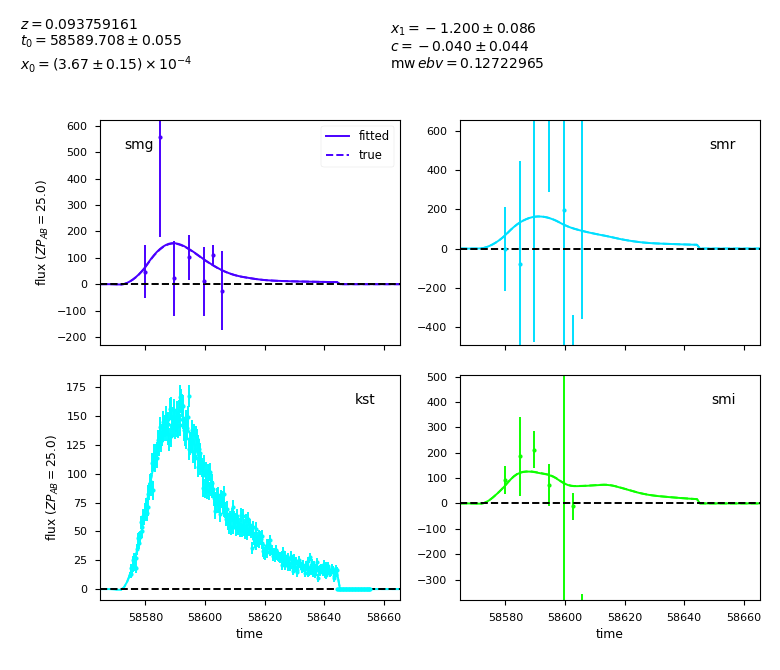 z = 0.093759161
t₀ = 58589.708 ± 0.055
x₀ = (3.67 ± 0.15) × 10⁻⁴
x₁ = −1.200 ± 0.086
c = −0.040 ± 0.044
mw ebv = 0.12722965
smg
fitted
true
600
500
400
300
200
100
0
−100
−200
flux (ZP_AB = 25.0)
smr
600
400
200
0
−200
−400
kst
175
150
125
100
75
50
25
0
flux (ZP_AB = 25.0)
58580 58600 58620 58640 58660
time
smi
500
400
300
200
100
0
−100
−200
−300
58580 58600 58620 58640 58660
time